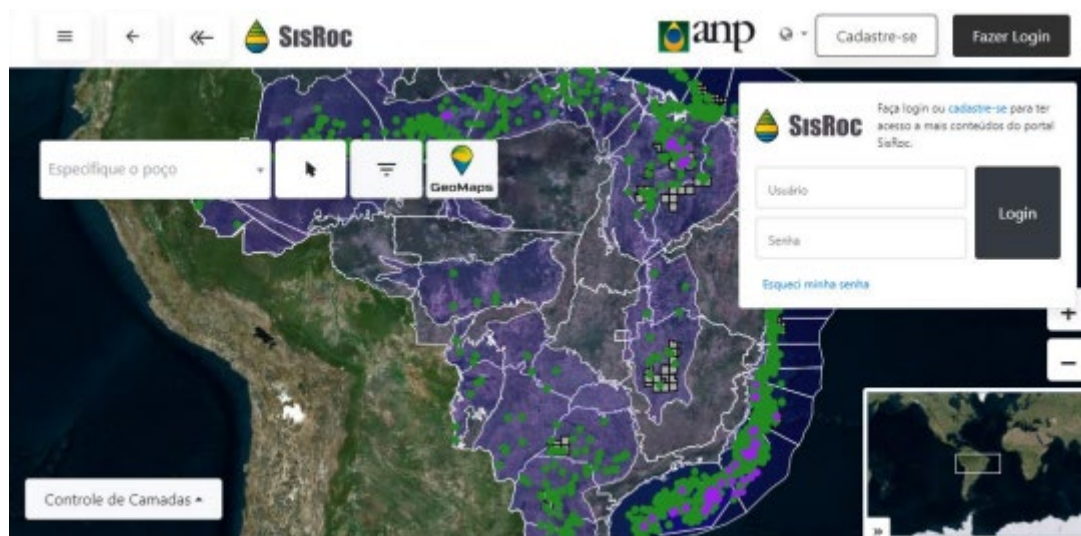 SISROC
anp
Cadastre-se
Fazer Login
SISROC
Faça login ou cadastre-se para ter
acesso a mais conteúdos do portal
SisRoc.
Especifique o poço
GeoMaps
Usuário
Senha
Login
Esqueci minha senha
+
−
Controle de Camadas
»